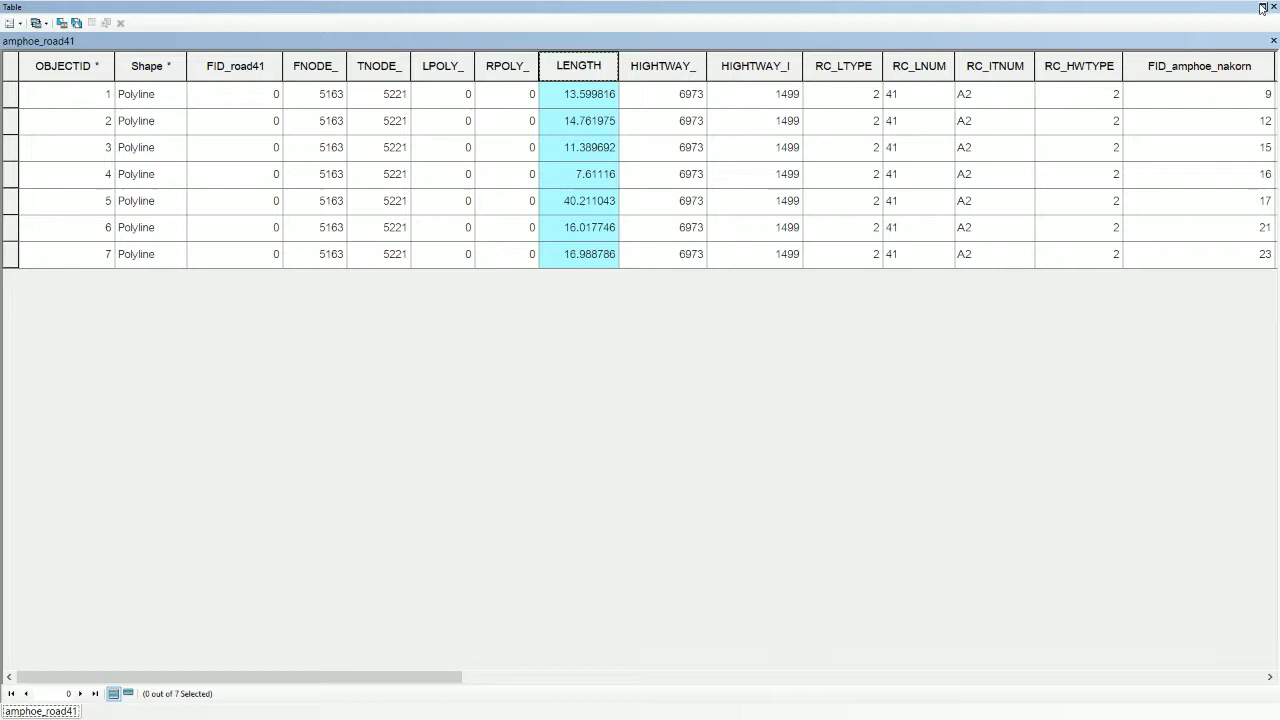 Table
amphoe_road41
OBJECTID * Shape * FID_road41 FNODE_ TNODE_ LPOLY_ RPOLY_ LENGTH HIGHTWAY_ HIGHTWAY_I RC_LTYPE RC_LNUM RC_ITNUM RC_HWTYPE FID_amphoe_nakorn
1 Polyline 0 5163 5221 0 0 13.599816 6973 1499 2 41 A2 2 9
2 Polyline 0 5163 5221 0 0 14.761975 6973 1499 2 41 A2 2 12
3 Polyline 0 5163 5221 0 0 11.389692 6973 1499 2 41 A2 2 15
4 Polyline 0 5163 5221 0 0 7.61116 6973 1499 2 41 A2 2 16
5 Polyline 0 5163 5221 0 0 40.211043 6973 1499 2 41 A2 2 17
6 Polyline 0 5163 5221 0 0 16.017746 6973 1499 2 41 A2 2 21
7 Polyline 0 5163 5221 0 0 16.988786 6973 1499 2 41 A2 2 23
0 (0 out of 7 Selected)
amphoe_road41